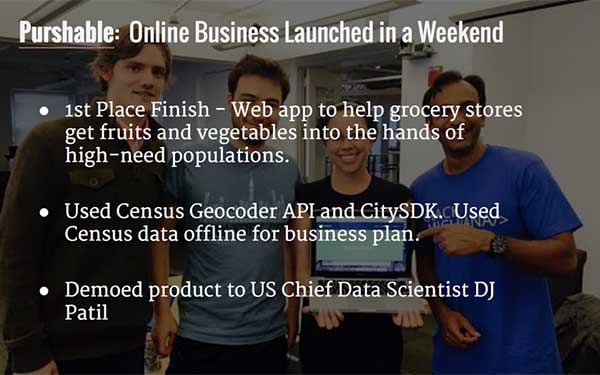 Purshable: Online Business Launched in a Weekend
● 1st Place Finish - Web app to help grocery stores
get fruits and vegetables into the hands of
high-need populations.
● Used Census Geocoder API and CitySDK. Used
Census data offline for business plan.
● Demoed product to US Chief Data Scientist DJ
Patil